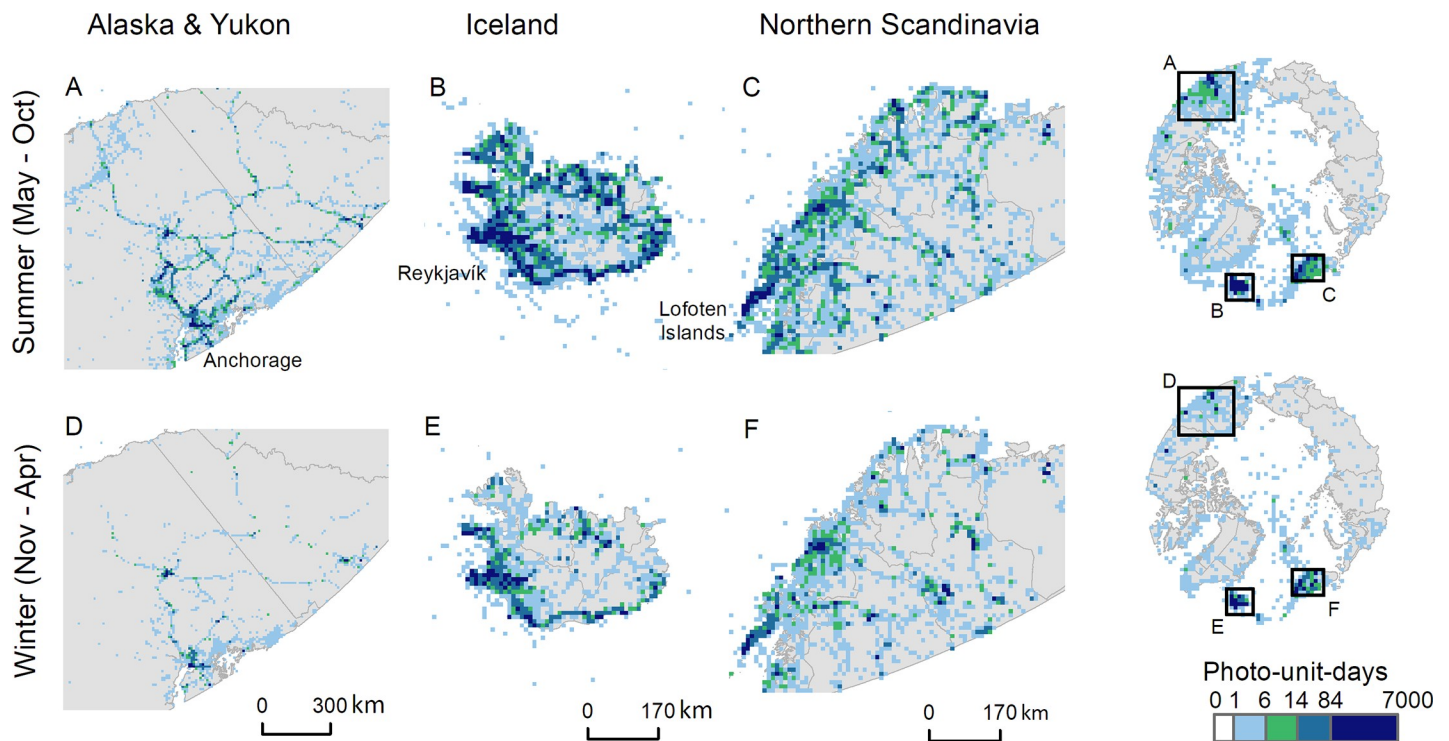 Alaska & Yukon
Iceland
Northern Scandinavia
Summer (May - Oct)
A
B
C
A
B
C
Reykjavík
Lofoten
Islands
Anchorage
Winter (Nov - Apr)
D
E
F
D
E
F
0 300 km
0 170 km
0 170 km
Photo-unit-days
0 1 6 14 84 7000